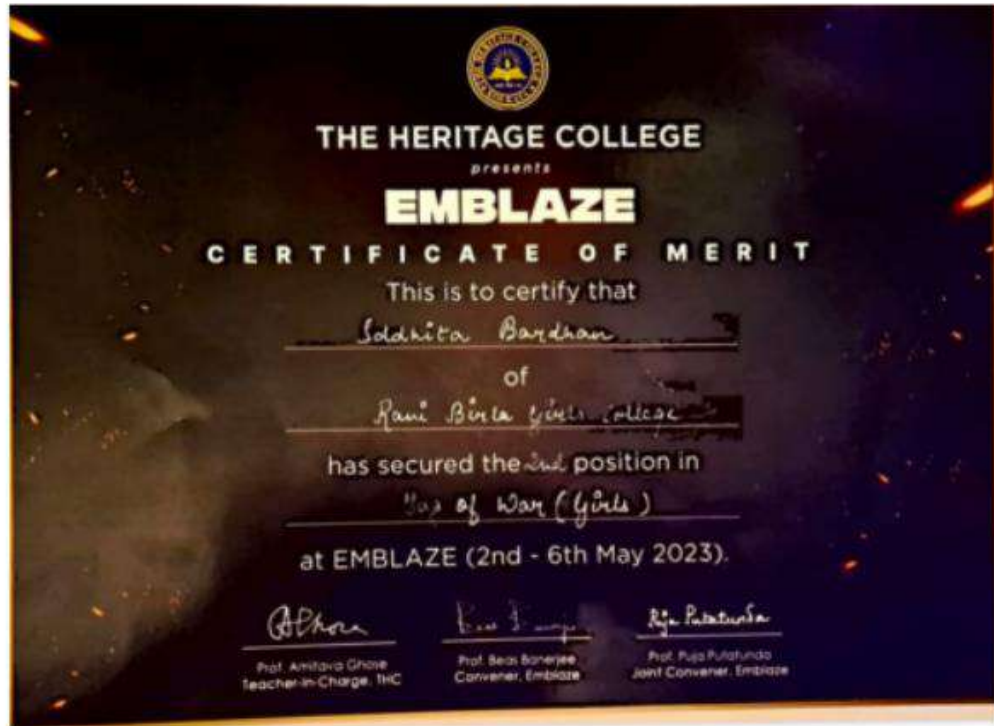 THE HERITAGE COLLEGE
presents
EMBLAZE
CERTIFICATE OF MERIT
This is to certify that
Bardhan
of
Rani Birla Girls College
has secured the 2nd position in
of War (Girls)
at EMBLAZE (2nd - 6th May 2023).
Prof. Amitava Ghose
Teacher-in-Charge, THC
Prof. Beas Banerjee
Convener, Emblaze
Puja Putatunda
Prof. Puja Putatunda
Joint Convener, Emblaze